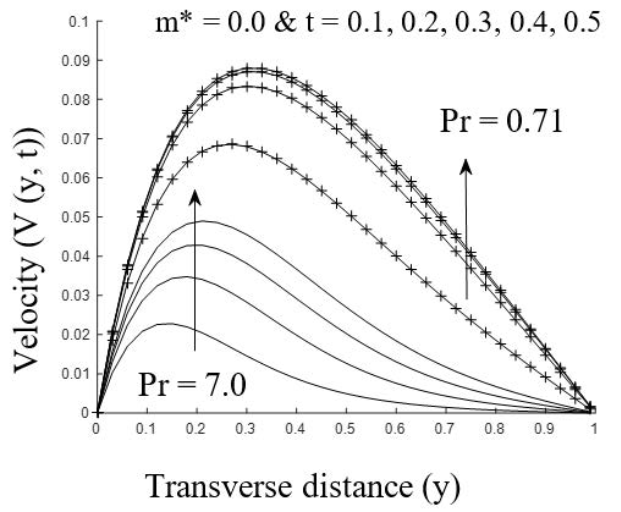 m* = 0.0 & t = 0.1, 0.2, 0.3, 0.4, 0.5
0.1
0.09
0.08
0.07
0.06
0.05
0.04
0.03
0.02
0.01
0
Velocity (V (y, t))
Pr = 0.71
Pr = 7.0
0 0.1 0.2 0.3 0.4 0.5 0.6 0.7 0.8 0.9 1
Transverse distance (y)